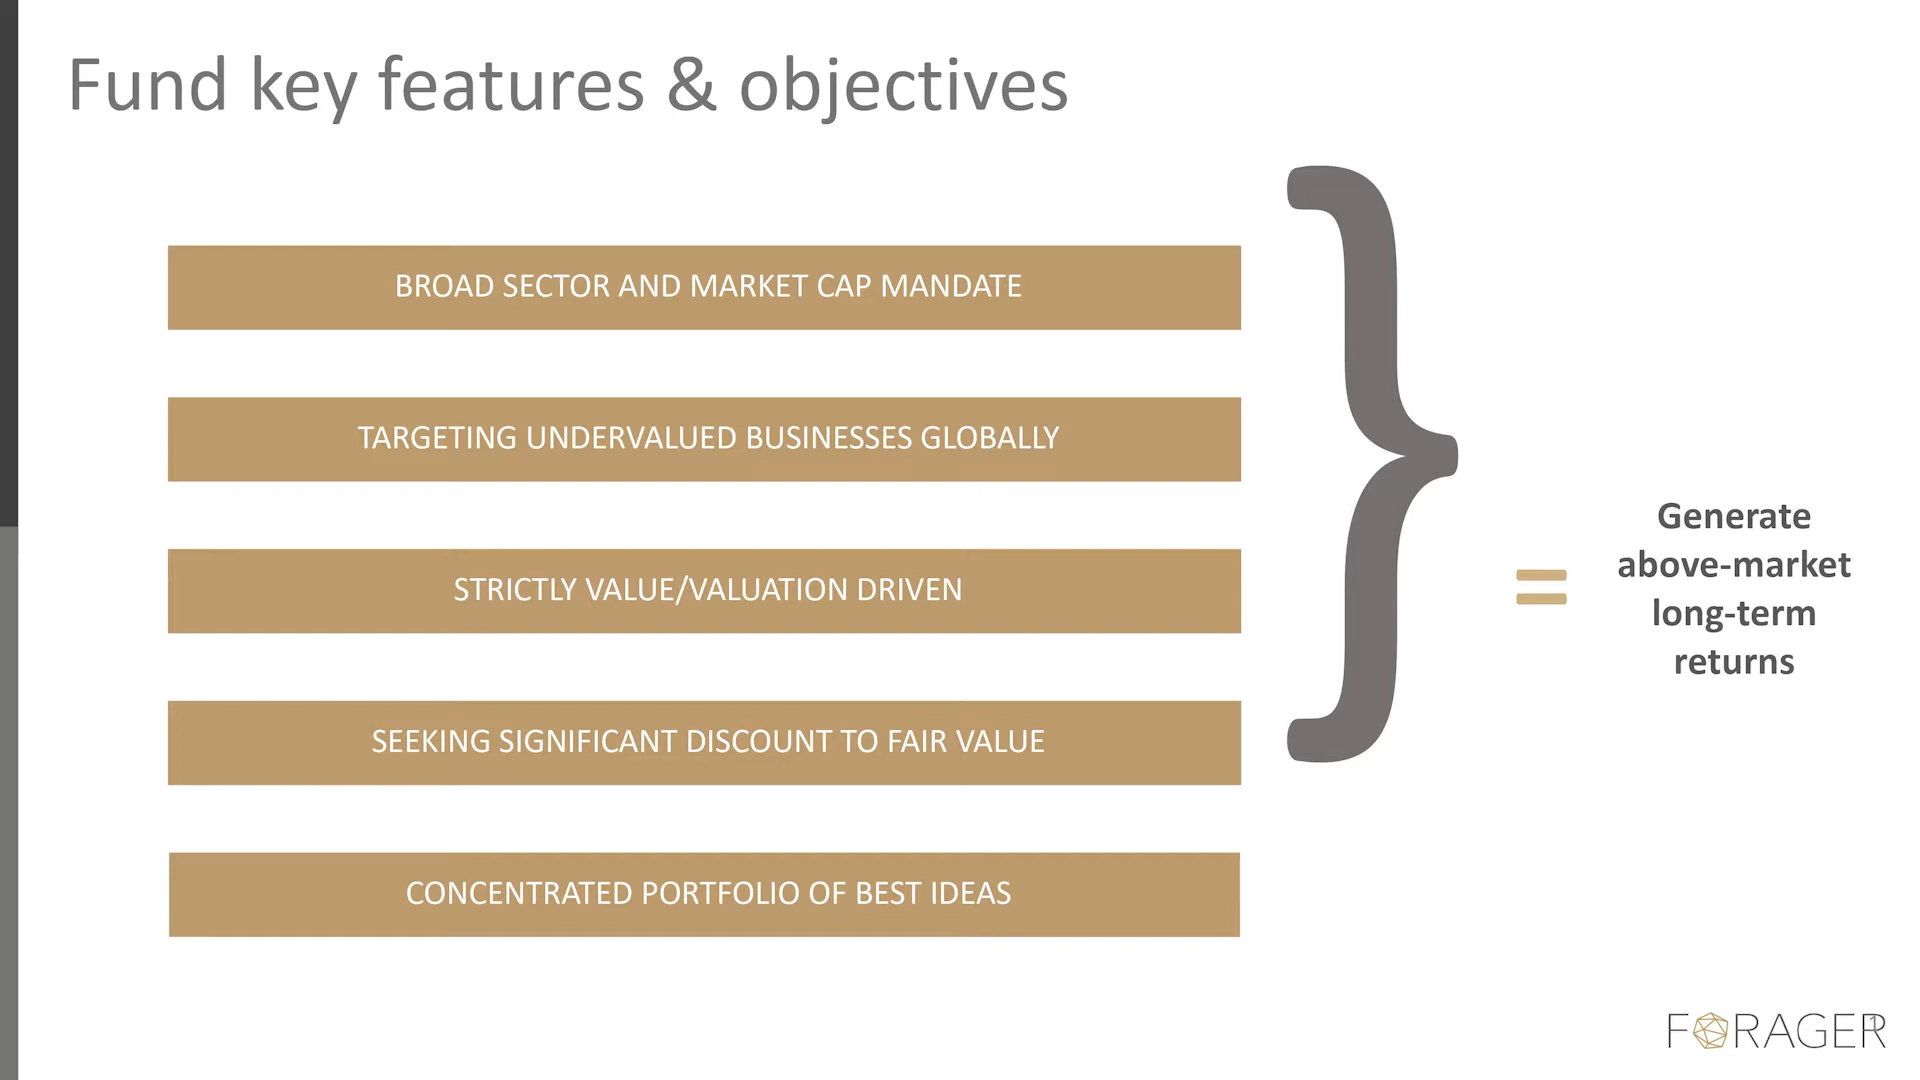 Fund key features & objectives
BROAD SECTOR AND MARKET CAP MANDATE
TARGETING UNDERVALUED BUSINESSES GLOBALLY
STRICTLY VALUE/VALUATION DRIVEN
SEEKING SIGNIFICANT DISCOUNT TO FAIR VALUE
CONCENTRATED PORTFOLIO OF BEST IDEAS
}
=
Generate
above-market
long-term
returns
FORAGER
1